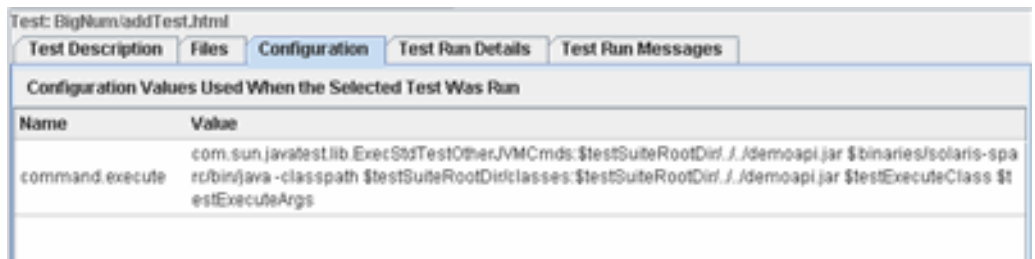 Test: BigNum/addTest.html
Test Description Files Configuration Test Run Details Test Run Messages
Configuration Values Used When the Selected Test Was Run
Name Value
com.sun.javatest.lib.ExecStdTestOtherJVMCmds:$testSuiteRootDir/../../demoapi.jar $binaries/solaris-spa
command.execute rc/bin/java -classpath $testSuiteRootDir/classes:$testSuiteRootDir/../../demoapi.jar $testExecuteClass $t
estExecuteArgs